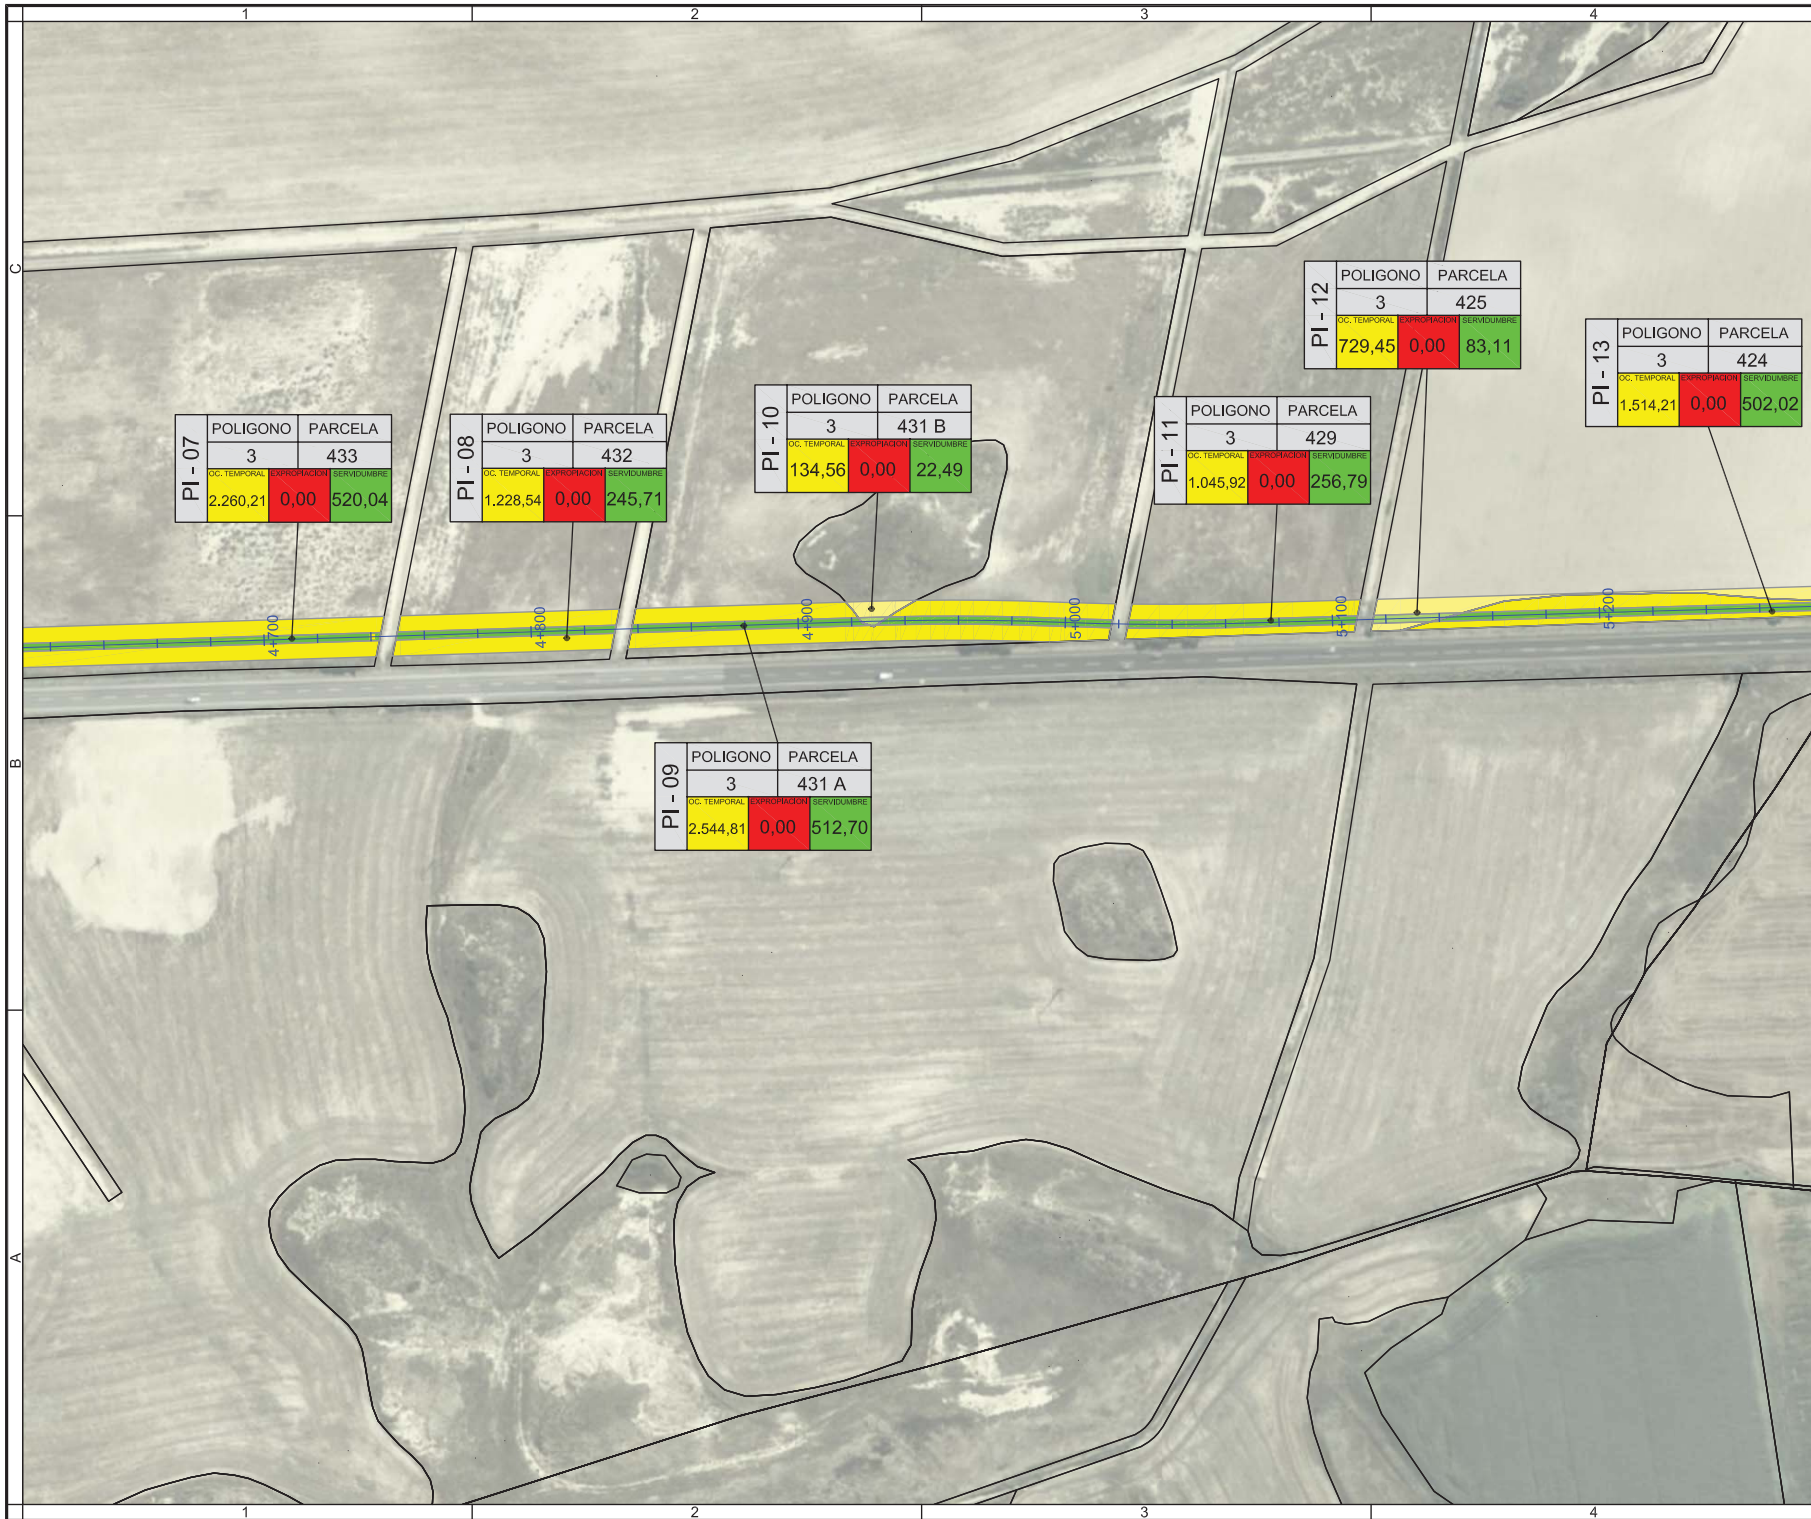 1 2 3 4
C
B
A
PI - 12
POLIGONO PARCELA
3 425
OC. TEMPORAL EXPROPIACION SERVIDUMBRE
729,45 0,00 83,11
PI - 13
POLIGONO PARCELA
3 424
OC. TEMPORAL EXPROPIACION SERVIDUMBRE
1.514,21 0,00 502,02
PI - 10
POLIGONO PARCELA
3 431 B
OC. TEMPORAL EXPROPIACION SERVIDUMBRE
134,56 0,00 22,49
PI - 11
POLIGONO PARCELA
3 429
OC. TEMPORAL EXPROPIACION SERVIDUMBRE
1.045,92 0,00 256,79
PI - 07
POLIGONO PARCELA
3 433
OC. TEMPORAL EXPROPIACION SERVIDUMBRE
2.260,21 0,00 520,04
PI - 08
POLIGONO PARCELA
3 432
OC. TEMPORAL EXPROPIACION SERVIDUMBRE
1.228,54 0,00 245,71
4+700
4+800
4+900
5+000
5+100
5+200
PI - 09
POLIGONO PARCELA
3 431 A
OC. TEMPORAL EXPROPIACION SERVIDUMBRE
2.544,81 0,00 512,70
1 2 3 4